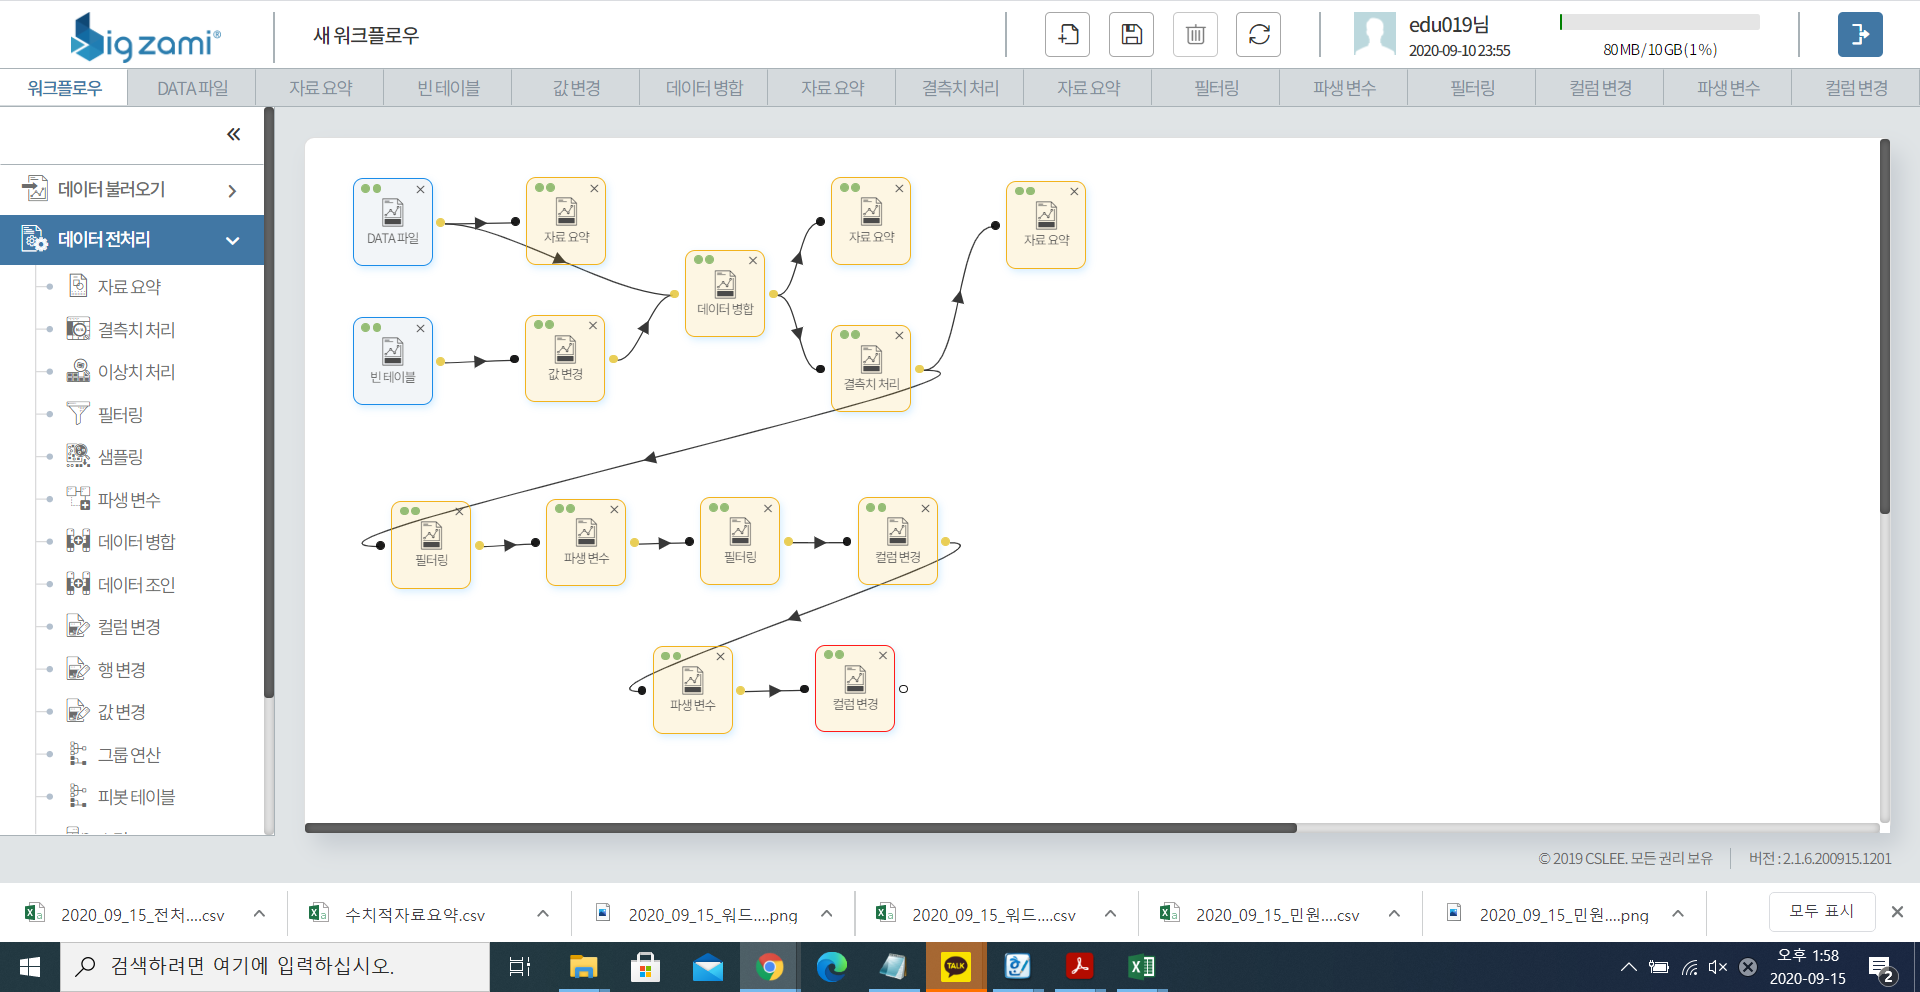 bigzami®
새 워크플로우
edu019님
2020-09-10 23:55
80 MB / 10 GB ( 1 % )
워크플로우
DATA 파일
자료 요약
빈 테이블
값 변경
데이터 병합
자료 요약
결측치 처리
자료 요약
필터링
파생 변수
필터링
컬럼 변경
파생 변수
컬럼 변경
데이터 불러오기
데이터 전처리
자료 요약
결측치 처리
이상치 처리
필터링
샘플링
파생 변수
데이터 병합
데이터 조인
컬럼 변경
행 변경
값 변경
그룹 연산
피봇 테이블
DATA 파일
자료 요약
자료 요약
자료 요약
데이터 병합
빈 테이블
값 변경
결측치 처리
필터링
파생 변수
필터링
컬럼 변경
파생 변수
컬럼 변경
© 2019 CSLEE. 모든 권리 보유
버전 : 2.1.6.200915.1201
2020_09_15_전처....csv
수치적자료요약.csv
2020_09_15_워드....png
2020_09_15_워드....csv
2020_09_15_민원....csv
2020_09_15_민원....png
모두 표시
검색하려면 여기에 입력하십시오.
TALK
오후 1:58
2020-09-15
2